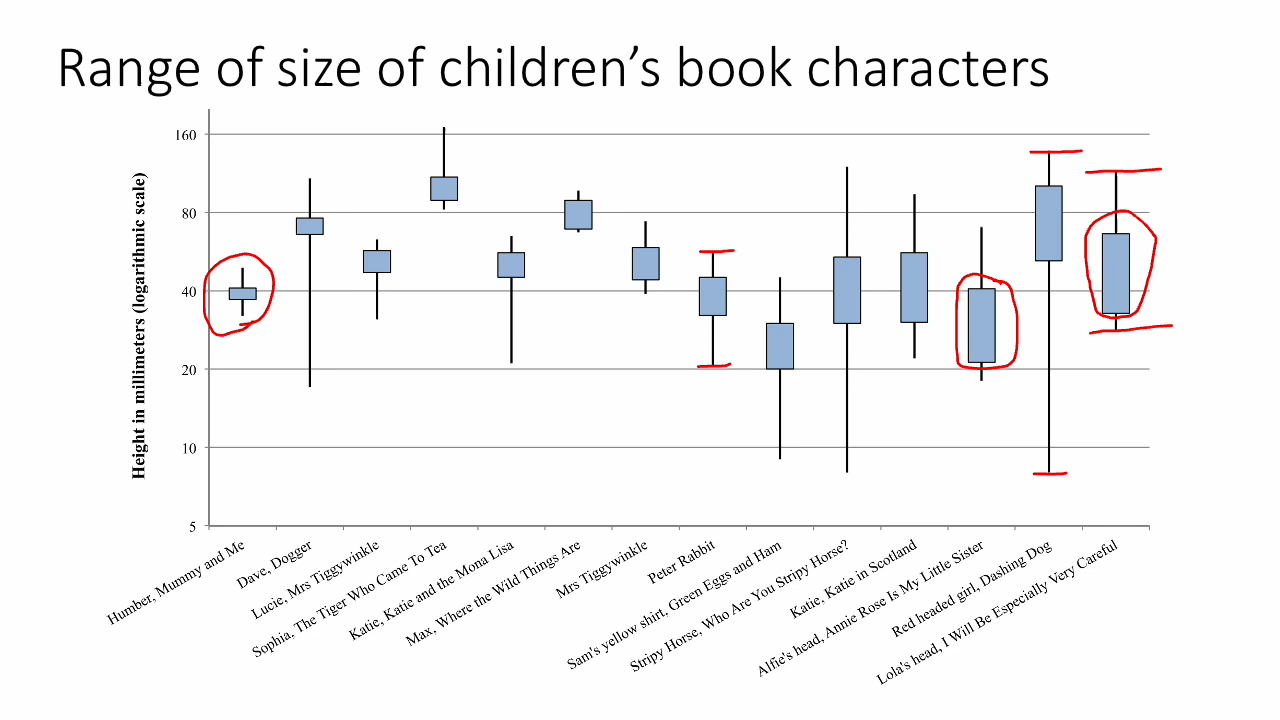 Range of size of children's book characters
Height in millimeters (logarithmic scale)
160
80
40
20
10
5
Humber, Mummy and Me
Dave, Dogger
Lucie, Mrs Tiggywinkle
Sophia, The Tiger Who Came To Tea
Katie, Katie and the Mona Lisa
Max, Where the Wild Things Are
Mrs Tiggywinkle
Peter Rabbit
Sam's yellow shirt, Green Eggs and Ham
Stripy Horse, Who Are You Stripy Horse?
Katie, Katie in Scotland
Alfie's head, Annie Rose Is My Little Sister
Red headed girl, Dashing Dog
Lola's head, I Will Be Especially Very Careful